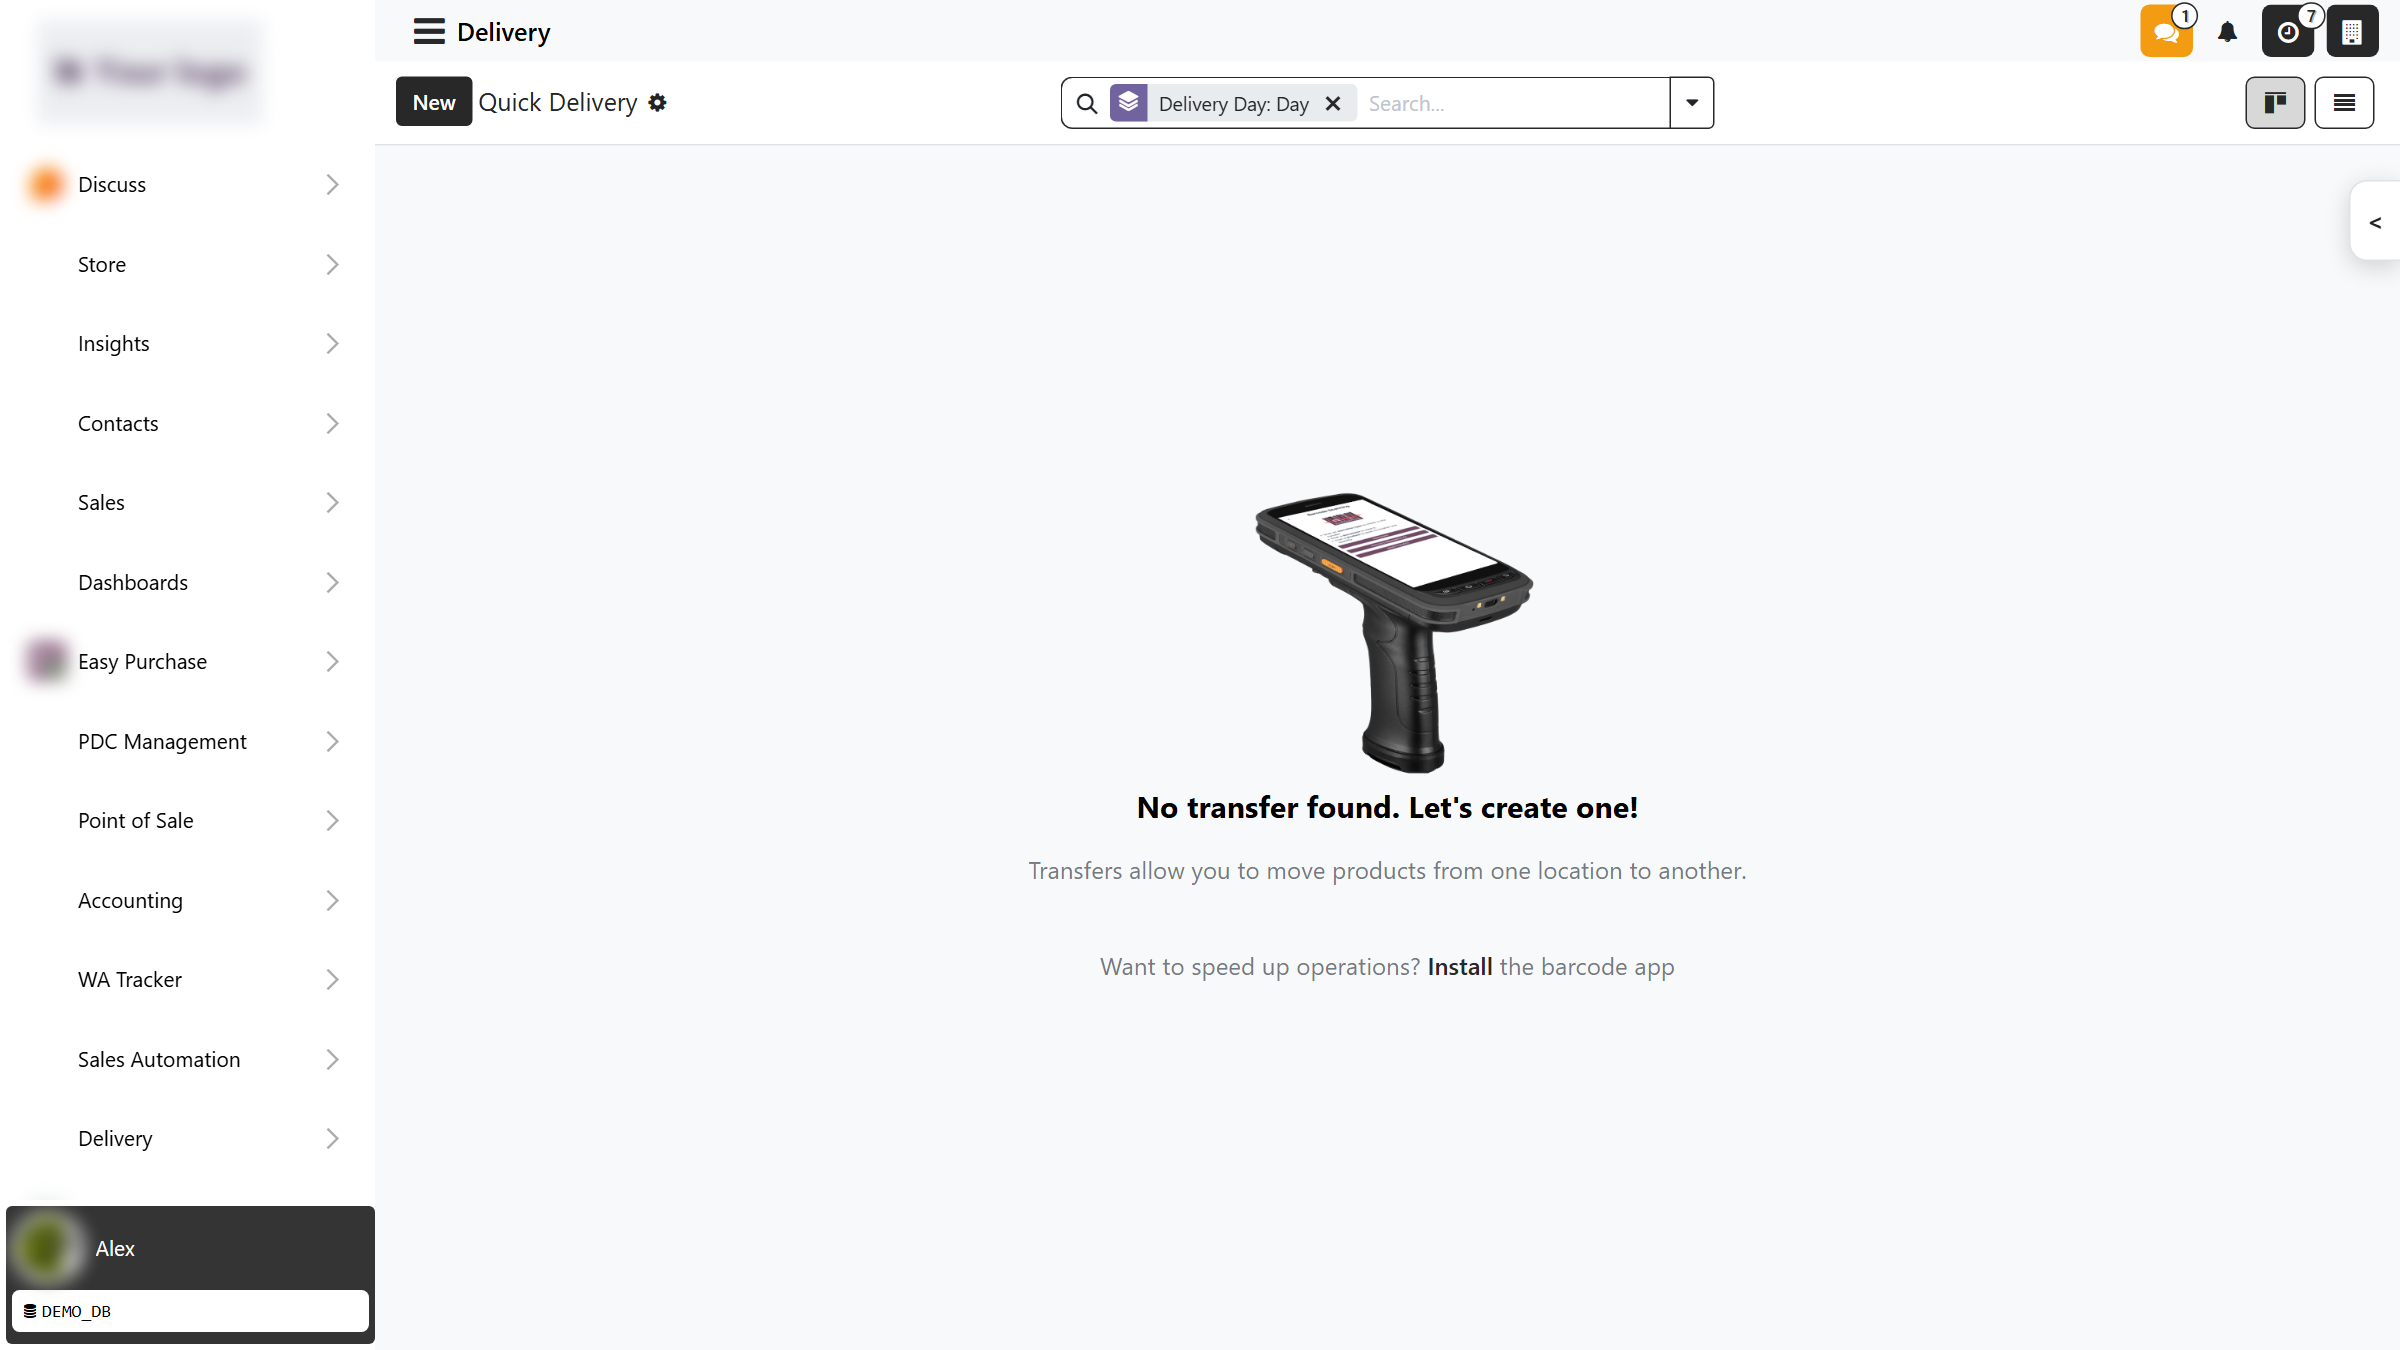 Delivery
1
7
New
Quick Delivery
Delivery Day: Day
Search...
<
Discuss
Store
Insights
Contacts
Sales
Dashboards
Easy Purchase
PDC Management
Point of Sale
Accounting
WA Tracker
Sales Automation
Delivery
No transfer found. Let's create one!
Transfers allow you to move products from one location to another.
Want to speed up operations? Install the barcode app
Alex
DEMO_DB